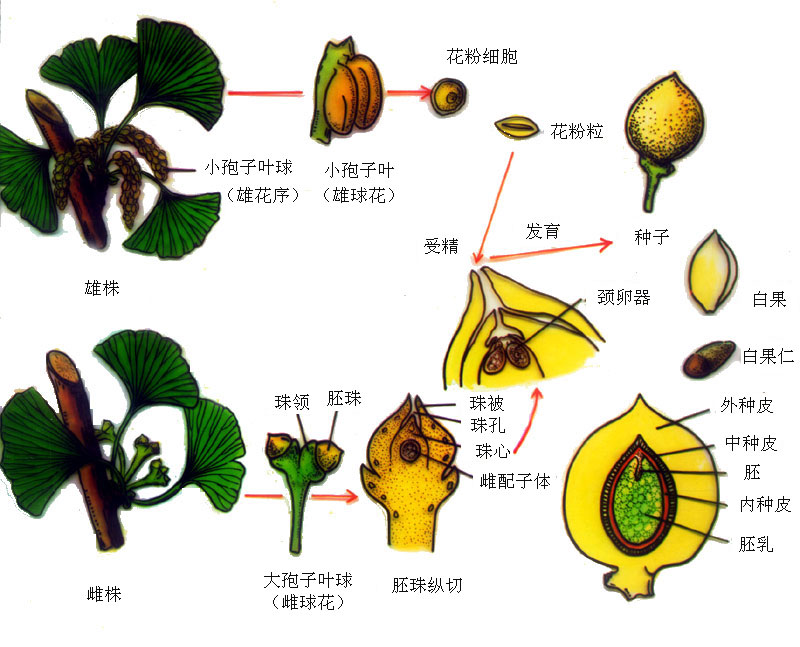 花粉细胞
花粉粒
小孢子叶球
（雄花序）
小孢子叶
（雄球花）
雄株
受精
发育
种子
颈卵器
白果
白果仁
珠领
胚珠
珠被
珠孔
珠心
雌配子体
外种皮
中种皮
胚
内种皮
胚乳
大孢子叶球
（雌球花）
胚珠纵切
雌株